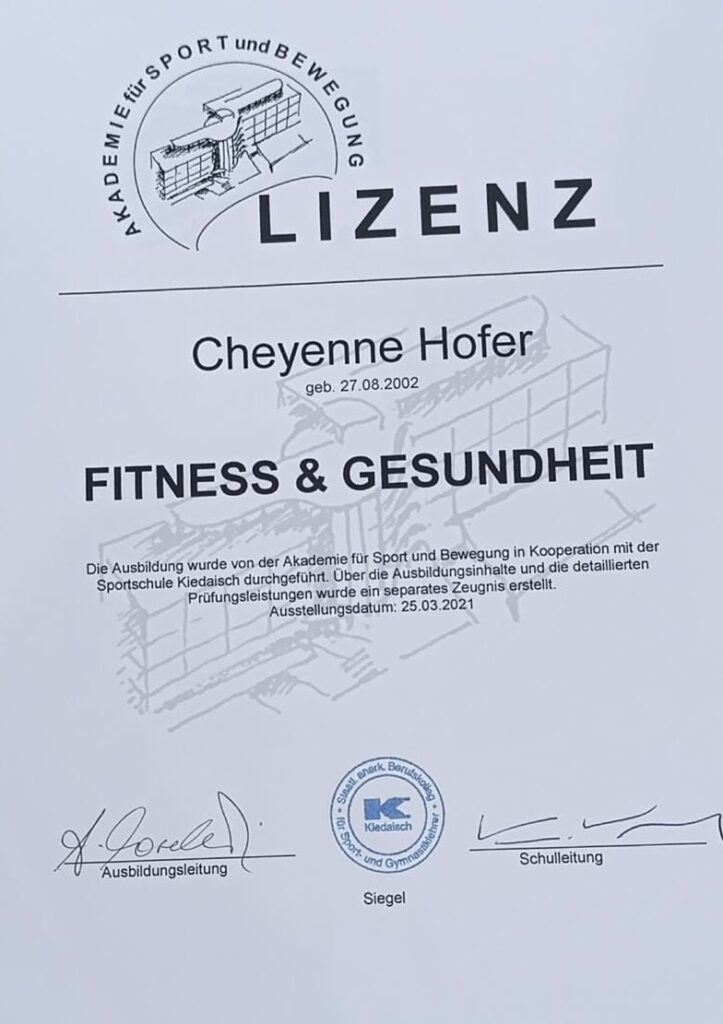 AKADEMIE für SPORT und BEWEGUNG
LIZENZ
Cheyenne Hofer
geb. 27.08.2002
FITNESS & GESUNDHEIT
Die Ausbildung wurde von der Akademie für Sport und Bewegung in Kooperation mit der
Sportschule Kiedaisch durchgeführt. Über die Ausbildungsinhalte und die detaillierten
Prüfungsleistungen wurde ein separates Zeugnis erstellt.
Ausstellungsdatum: 25.03.2021
Staatl. anerk. Berufskolleg
K
Kiedaisch
für Sport- und Gymnastiklehrer
Ausbildungsleitung
Schulleitung
Siegel